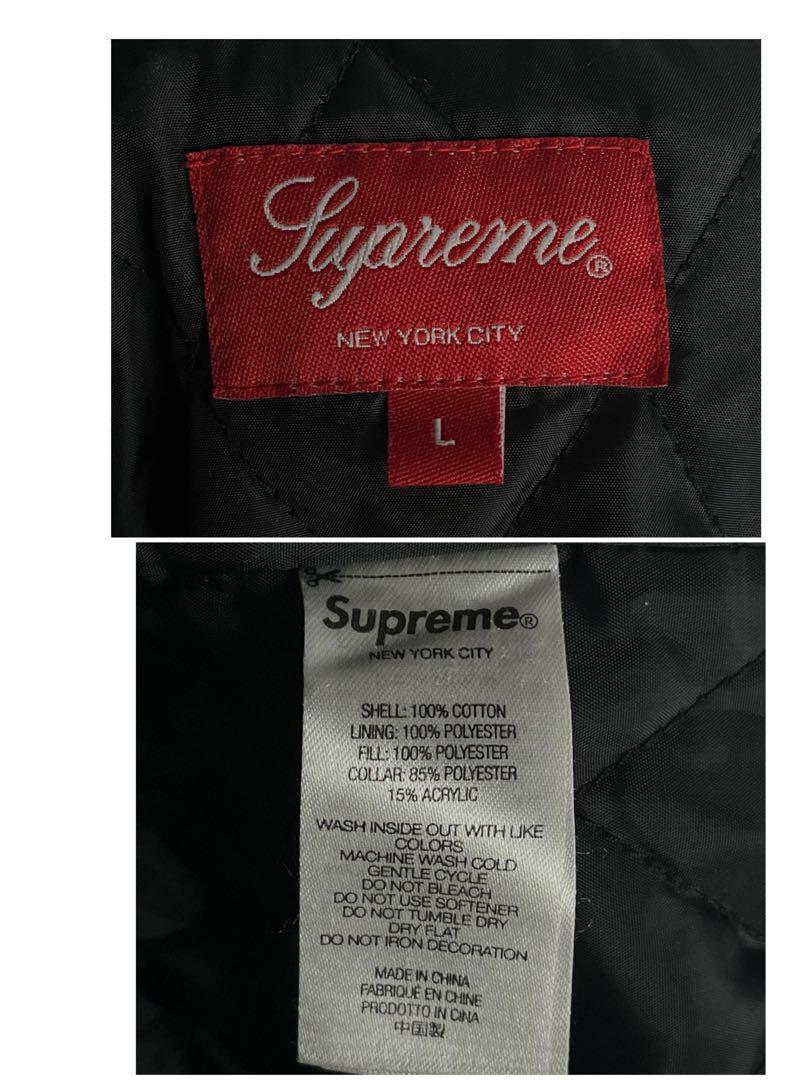 Supreme®
NEW YORK CITY
L
Supreme®
NEW YORK CITY
SHELL: 100% COTTON
LINING: 100% POLYESTER
FILL: 100% POLYESTER
COLLAR: 85% POLYESTER
15% ACRYLIC
WASH INSIDE OUT WITH LIKE
COLORS
MACHINE WASH COLD
GENTLE CYCLE
DO NOT BLEACH
DO NOT USE SOFTENER
DO NOT TUMBLE DRY
DRY FLAT
DO NOT IRON DECORATION
MADE IN CHINA
FABRIQUÉ EN CHINE
PRODOTTO IN CINA
中国製